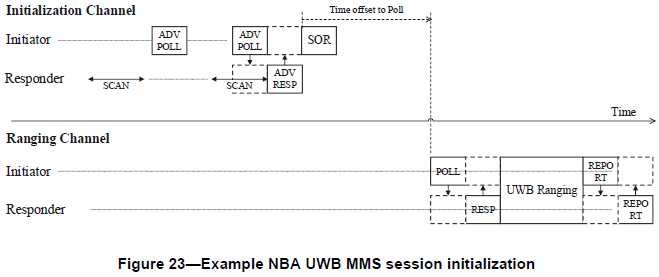 Initialization Channel
Time offset to Poll
Initiator
ADV
POLL
ADV
POLL
SOR
Responder
SCAN
SCAN
ADV
RESP
Time
Ranging Channel
Initiator
POLL
UWB Ranging
REPO
RT
Responder
RESP
REPO
RT
Figure 23—Example NBA UWB MMS session initialization